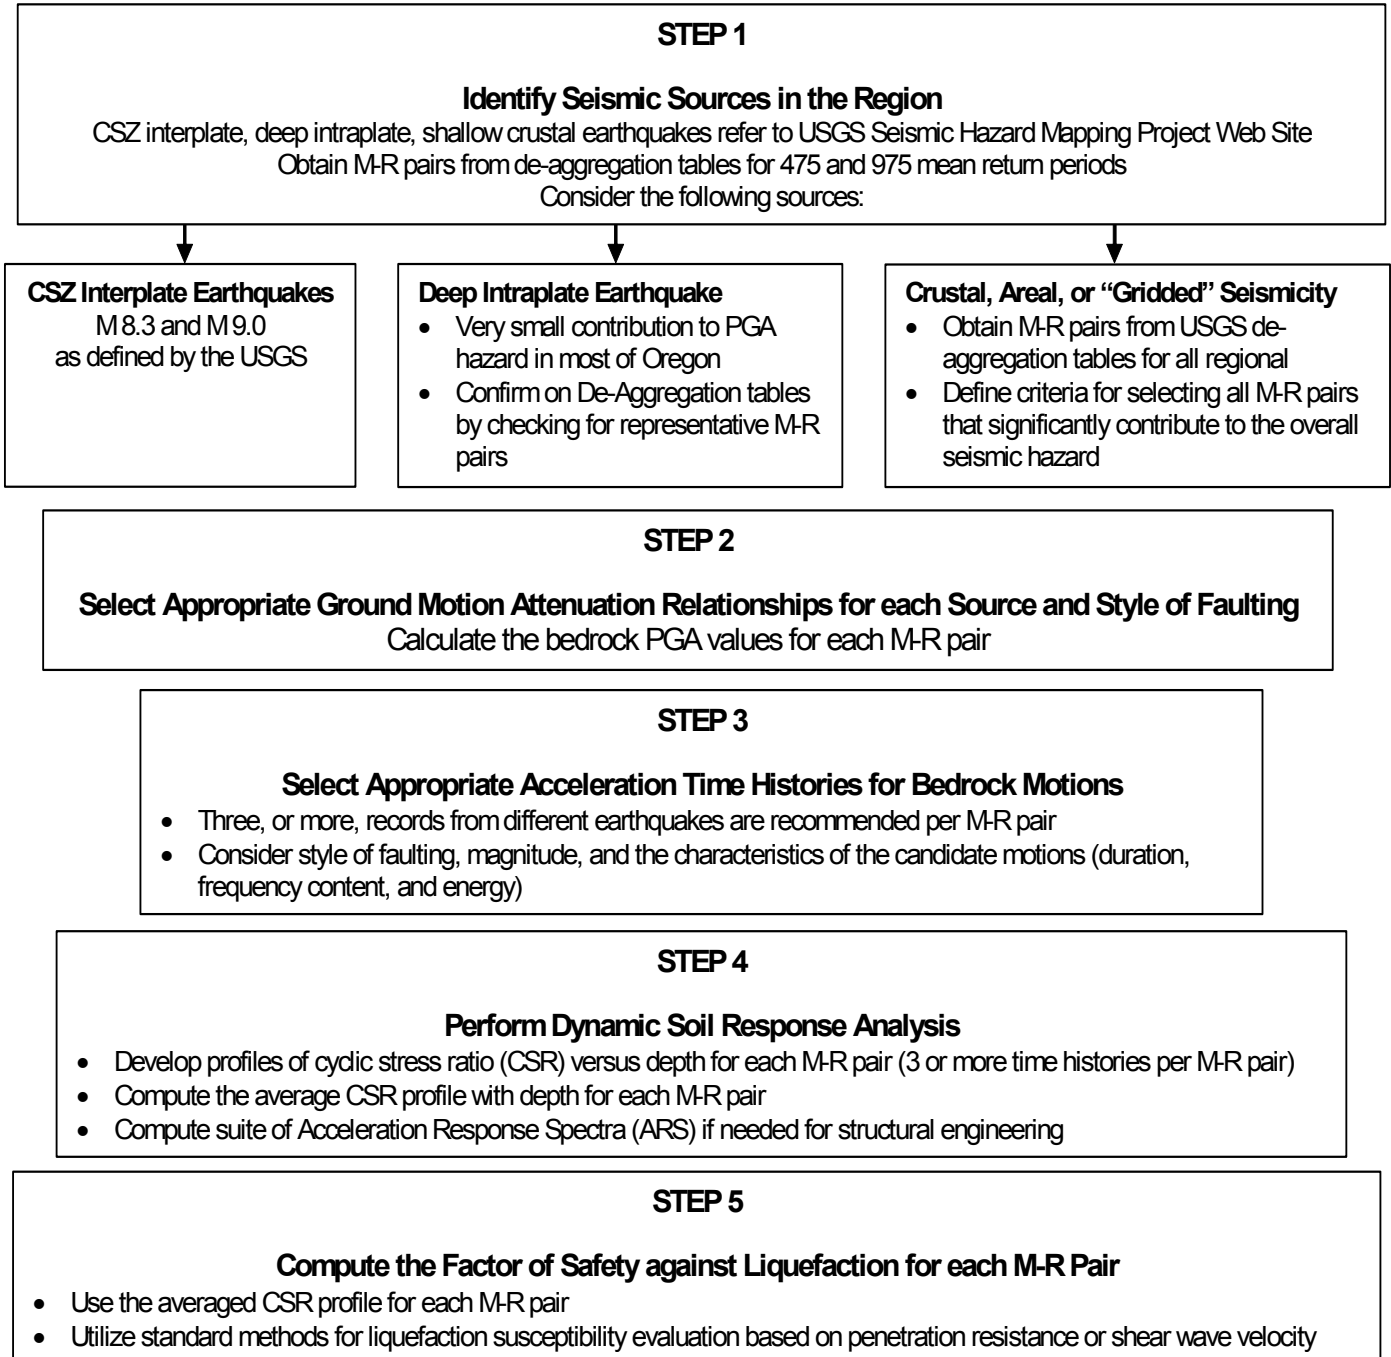 STEP 1
Identify Seismic Sources in the Region
CSZ interplate, deep intraplate, shallow crustal earthquakes refer to USGS Seismic Hazard Mapping Project Web Site
Obtain M-R pairs from de-aggregation tables for 475 and 975 mean return periods
Consider the following sources:
CSZ Interplate Earthquakes
M 8.3 and M 9.0
as defined by the USGS
Deep Intraplate Earthquake
• Very small contribution to PGA
hazard in most of Oregon
• Confirm on De-Aggregation tables
by checking for representative M-R
pairs
Crustal, Areal, or “Gridded” Seismicity
• Obtain M-R pairs from USGS de-
aggregation tables for all regional
• Define criteria for selecting all M-R pairs
that significantly contribute to the overall
seismic hazard
STEP 2
Select Appropriate Ground Motion Attenuation Relationships for each Source and Style of Faulting
Calculate the bedrock PGA values for each M-R pair
STEP 3
Select Appropriate Acceleration Time Histories for Bedrock Motions
• Three, or more, records from different earthquakes are recommended per M-R pair
• Consider style of faulting, magnitude, and the characteristics of the candidate motions (duration,
frequency content, and energy)
STEP 4
Perform Dynamic Soil Response Analysis
• Develop profiles of cyclic stress ratio (CSR) versus depth for each M-R pair (3 or more time histories per M-R pair)
• Compute the average CSR profile with depth for each M-R pair
• Compute suite of Acceleration Response Spectra (ARS) if needed for structural engineering
STEP 5
Compute the Factor of Safety against Liquefaction for each M-R Pair
• Use the averaged CSR profile for each M-R pair
• Utilize standard methods for liquefaction susceptibility evaluation based on penetration resistance or shear wave velocity